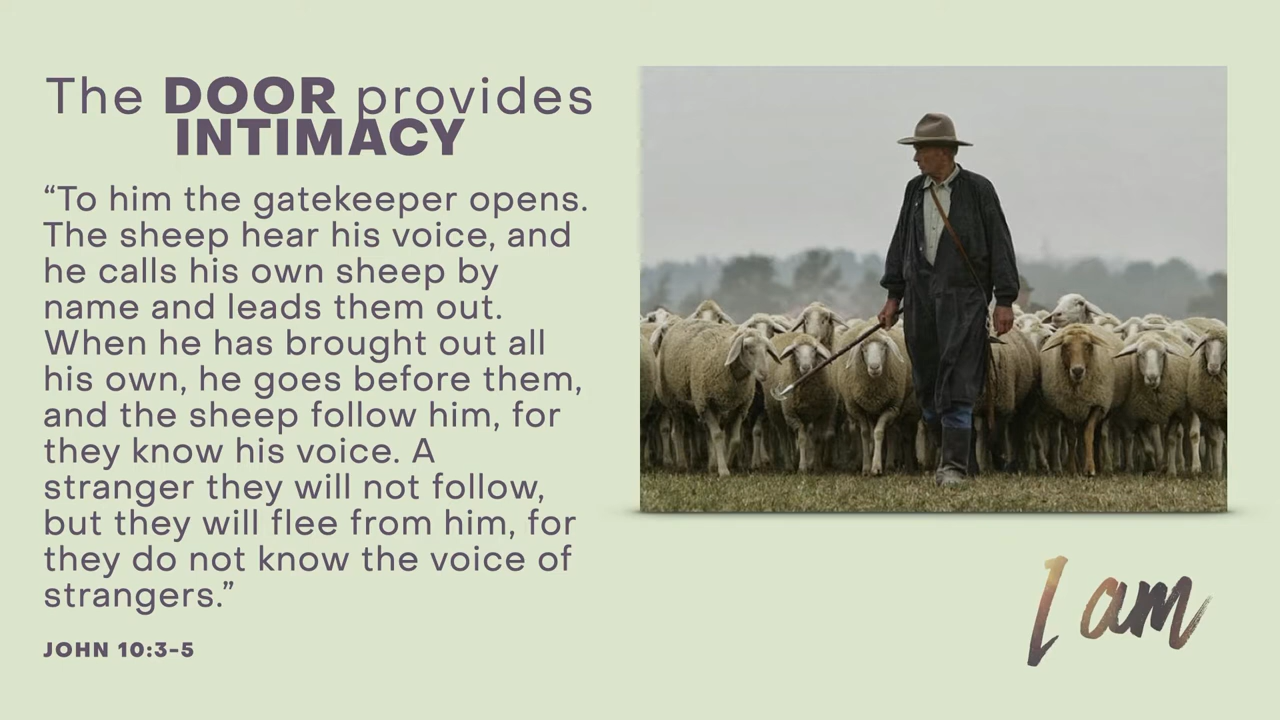 The DOOR provides
INTIMACY
“To him the gatekeeper opens.
The sheep hear his voice, and
he calls his own sheep by
name and leads them out.
When he has brought out all
his own, he goes before them,
and the sheep follow him, for
they know his voice. A
stranger they will not follow,
but they will flee from him, for
they do not know the voice of
strangers.”
JOHN 10:3-5
I am